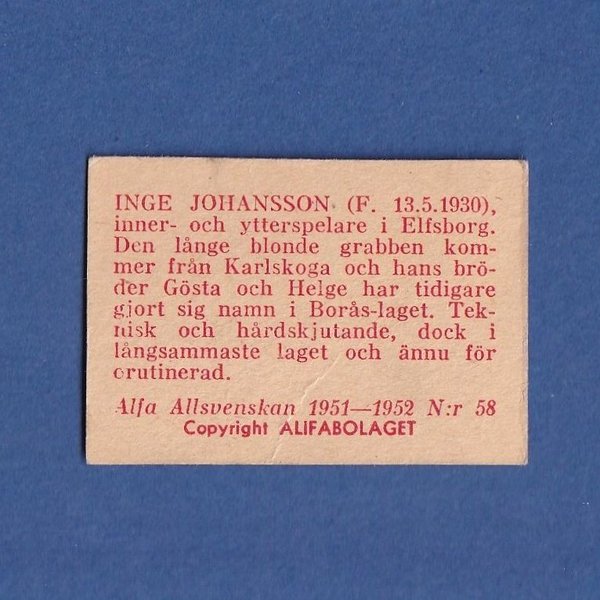 INGE JOHANSSON (F. 13.5.1930),
inner- och ytterspelare i Elfsborg.
Den långe blonde grabben kom-
mer från Karlskoga och hans brö-
der Gösta och Helge har tidigare
gjort sig namn i Borås-laget. Tek-
nisk och hårdskjutande, dock i
långsammaste laget och ännu för
orutinerad.
Alfa Allsvenskan 1951—1952 N:r 58
Copyright ALIFABOLAGET